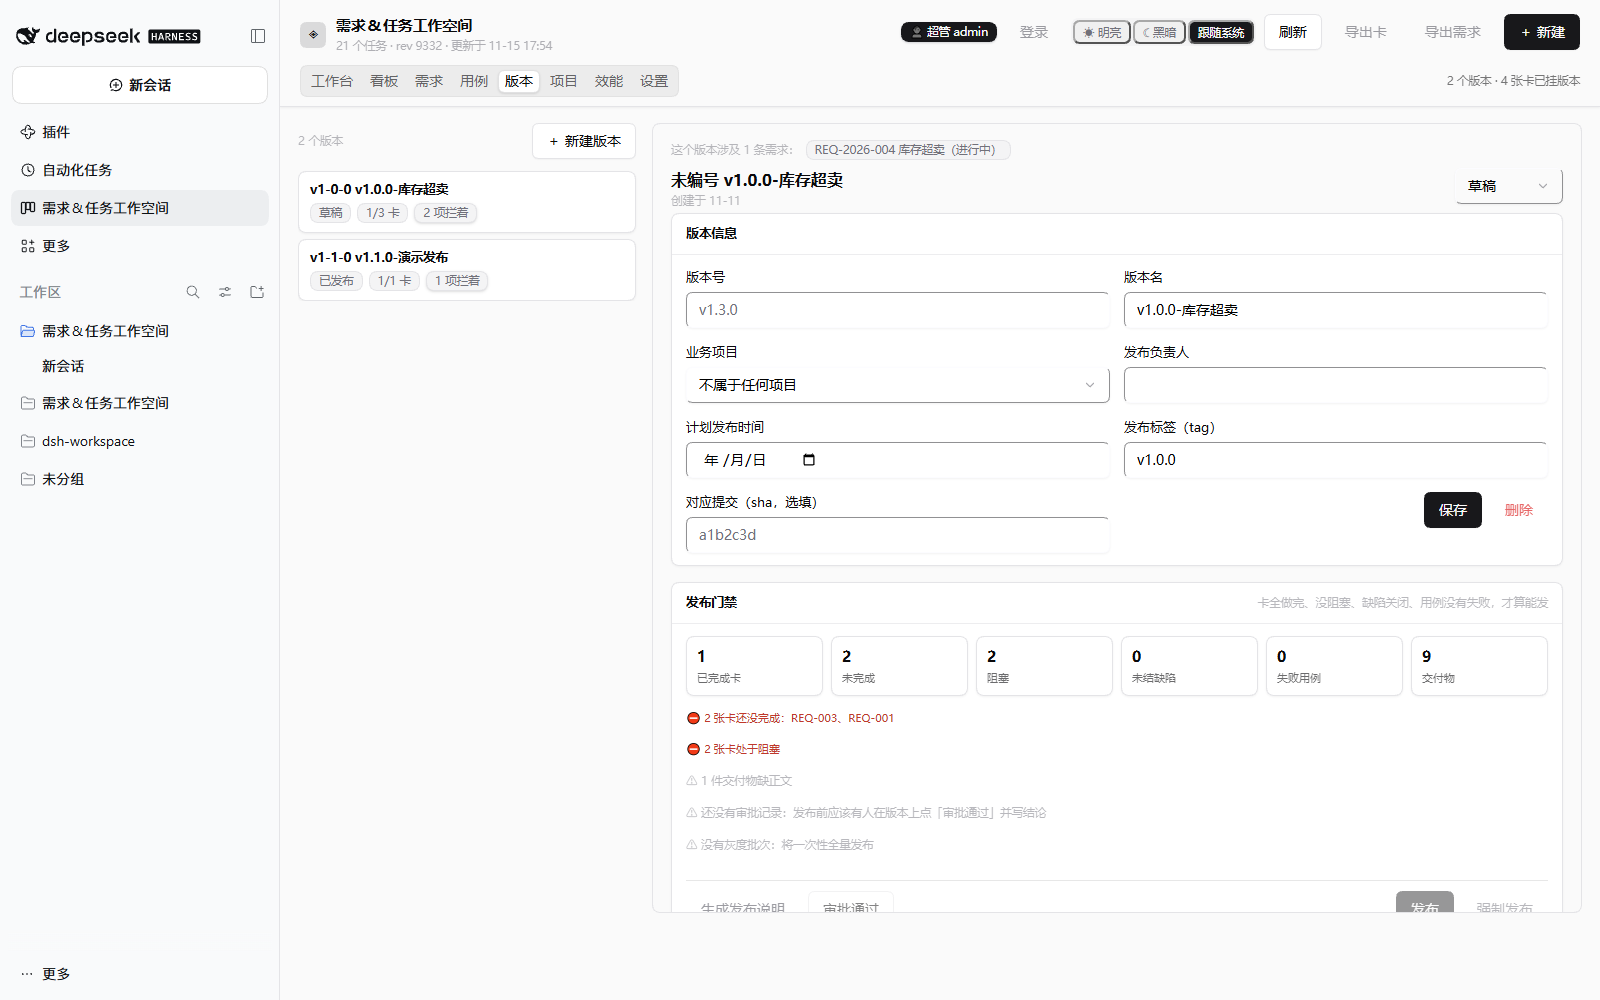 deepseek HARNESS
新会话
插件
自动化任务
需求＆任务工作空间
更多
工作区
需求＆任务工作空间
新会话
需求＆任务工作空间
dsh-workspace
未分组
··· 更多
需求＆任务工作空间
21 个任务 · rev 9332 · 更新于 11-15 17:54
超管 admin
登录
明亮
黑暗
跟随系统
刷新
导出卡
导出需求
+ 新建
工作台 看板 需求 用例 版本 项目 效能 设置
2 个版本 · 4 张卡已挂版本
2 个版本
+ 新建版本
v1-0-0 v1.0.0-库存超卖
草稿 1/3 卡 2 项拦着
v1-1-0 v1.1.0-演示发布
已发布 1/1 卡 1 项拦着
这个版本涉及 1 条需求： REQ-2026-004 库存超卖（进行中）
未编号 v1.0.0-库存超卖
创建于 11-11
草稿
版本信息
版本号
v1.3.0
版本名
v1.0.0-库存超卖
业务项目
不属于任何项目
发布负责人
计划发布时间
年 /月/日
发布标签（tag）
v1.0.0
对应提交（sha，选填）
a1b2c3d
保存
删除
发布门禁
卡全做完、没阻塞、缺陷关闭、用例没有失败，才算能发
1
已完成卡
2
未完成
2
阻塞
0
未结缺陷
0
失败用例
9
交付物
2 张卡还没完成：REQ-003、REQ-001
2 张卡处于阻塞
⚠ 1 件交付物缺正文
⚠ 还没有审批记录：发布前应该有人在版本上点「审批通过」并写结论
⚠ 没有灰度批次：将一次性全量发布
生成发布说明
审批通过
发布
强制发布